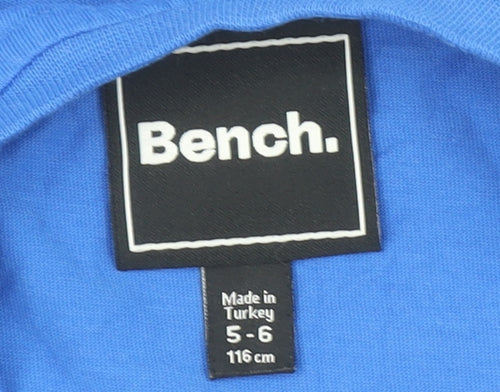 Bench.
Made in
Turkey
5-6
116 cm